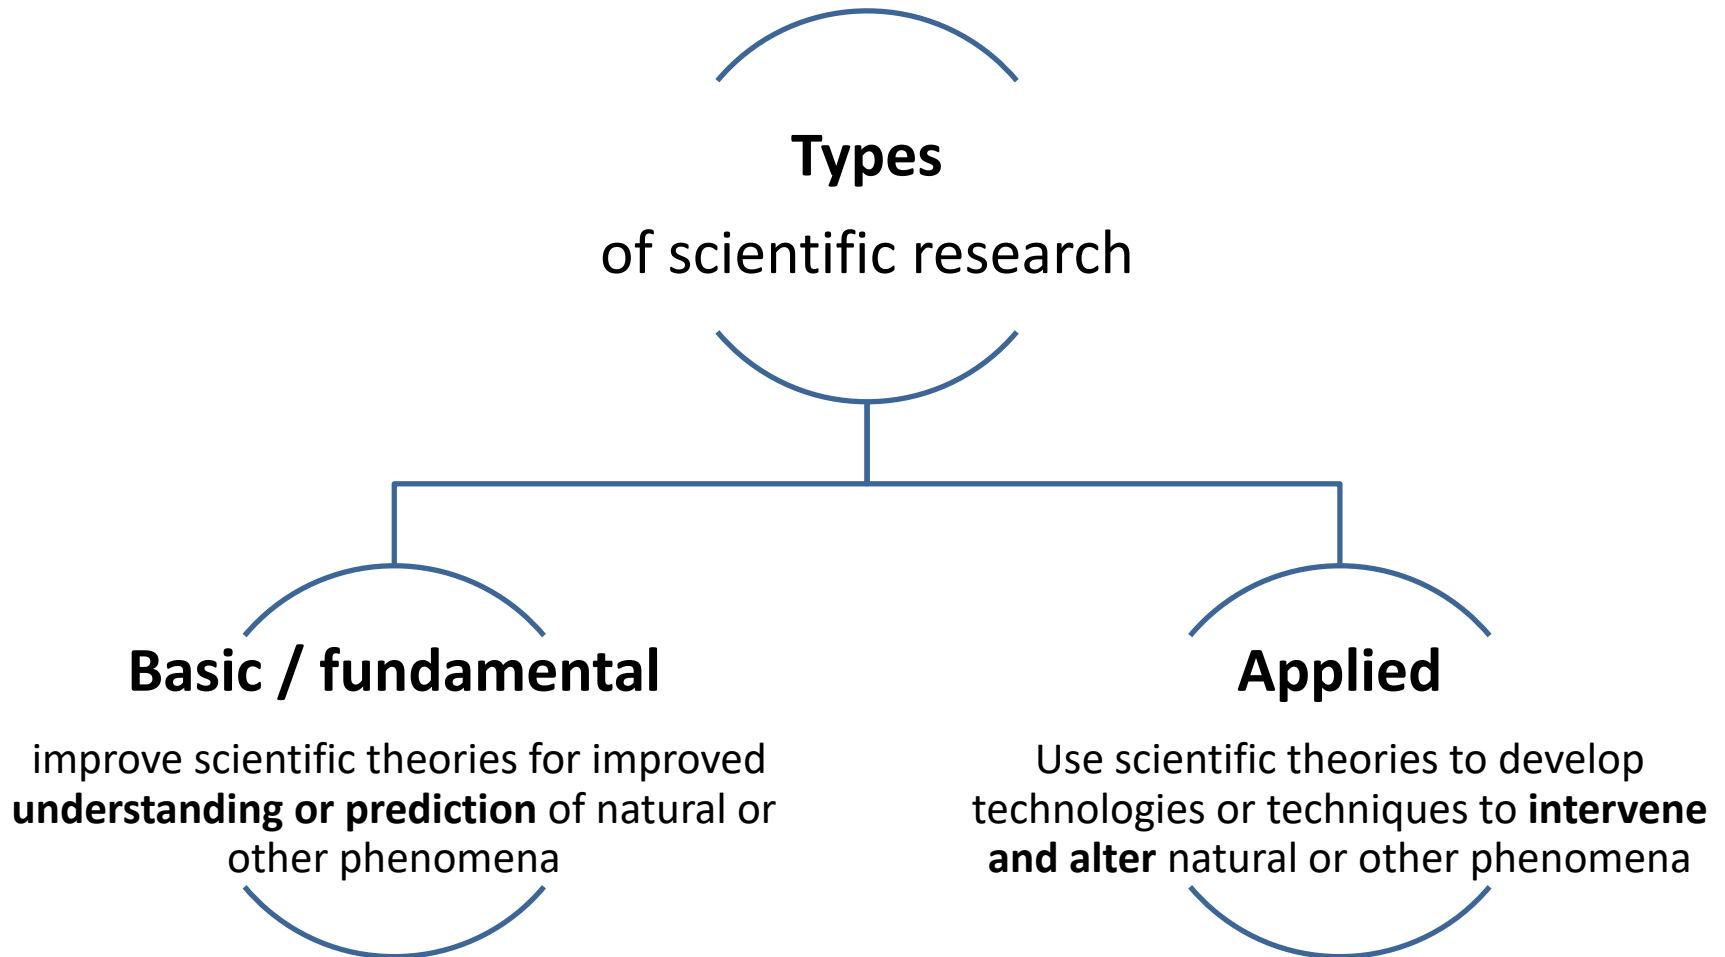 Types
of scientific research
Basic / fundamental
improve scientific theories for improved
understanding or prediction of natural or
other phenomena
Applied
Use scientific theories to develop
technologies or techniques to intervene
and alter natural or other phenomena